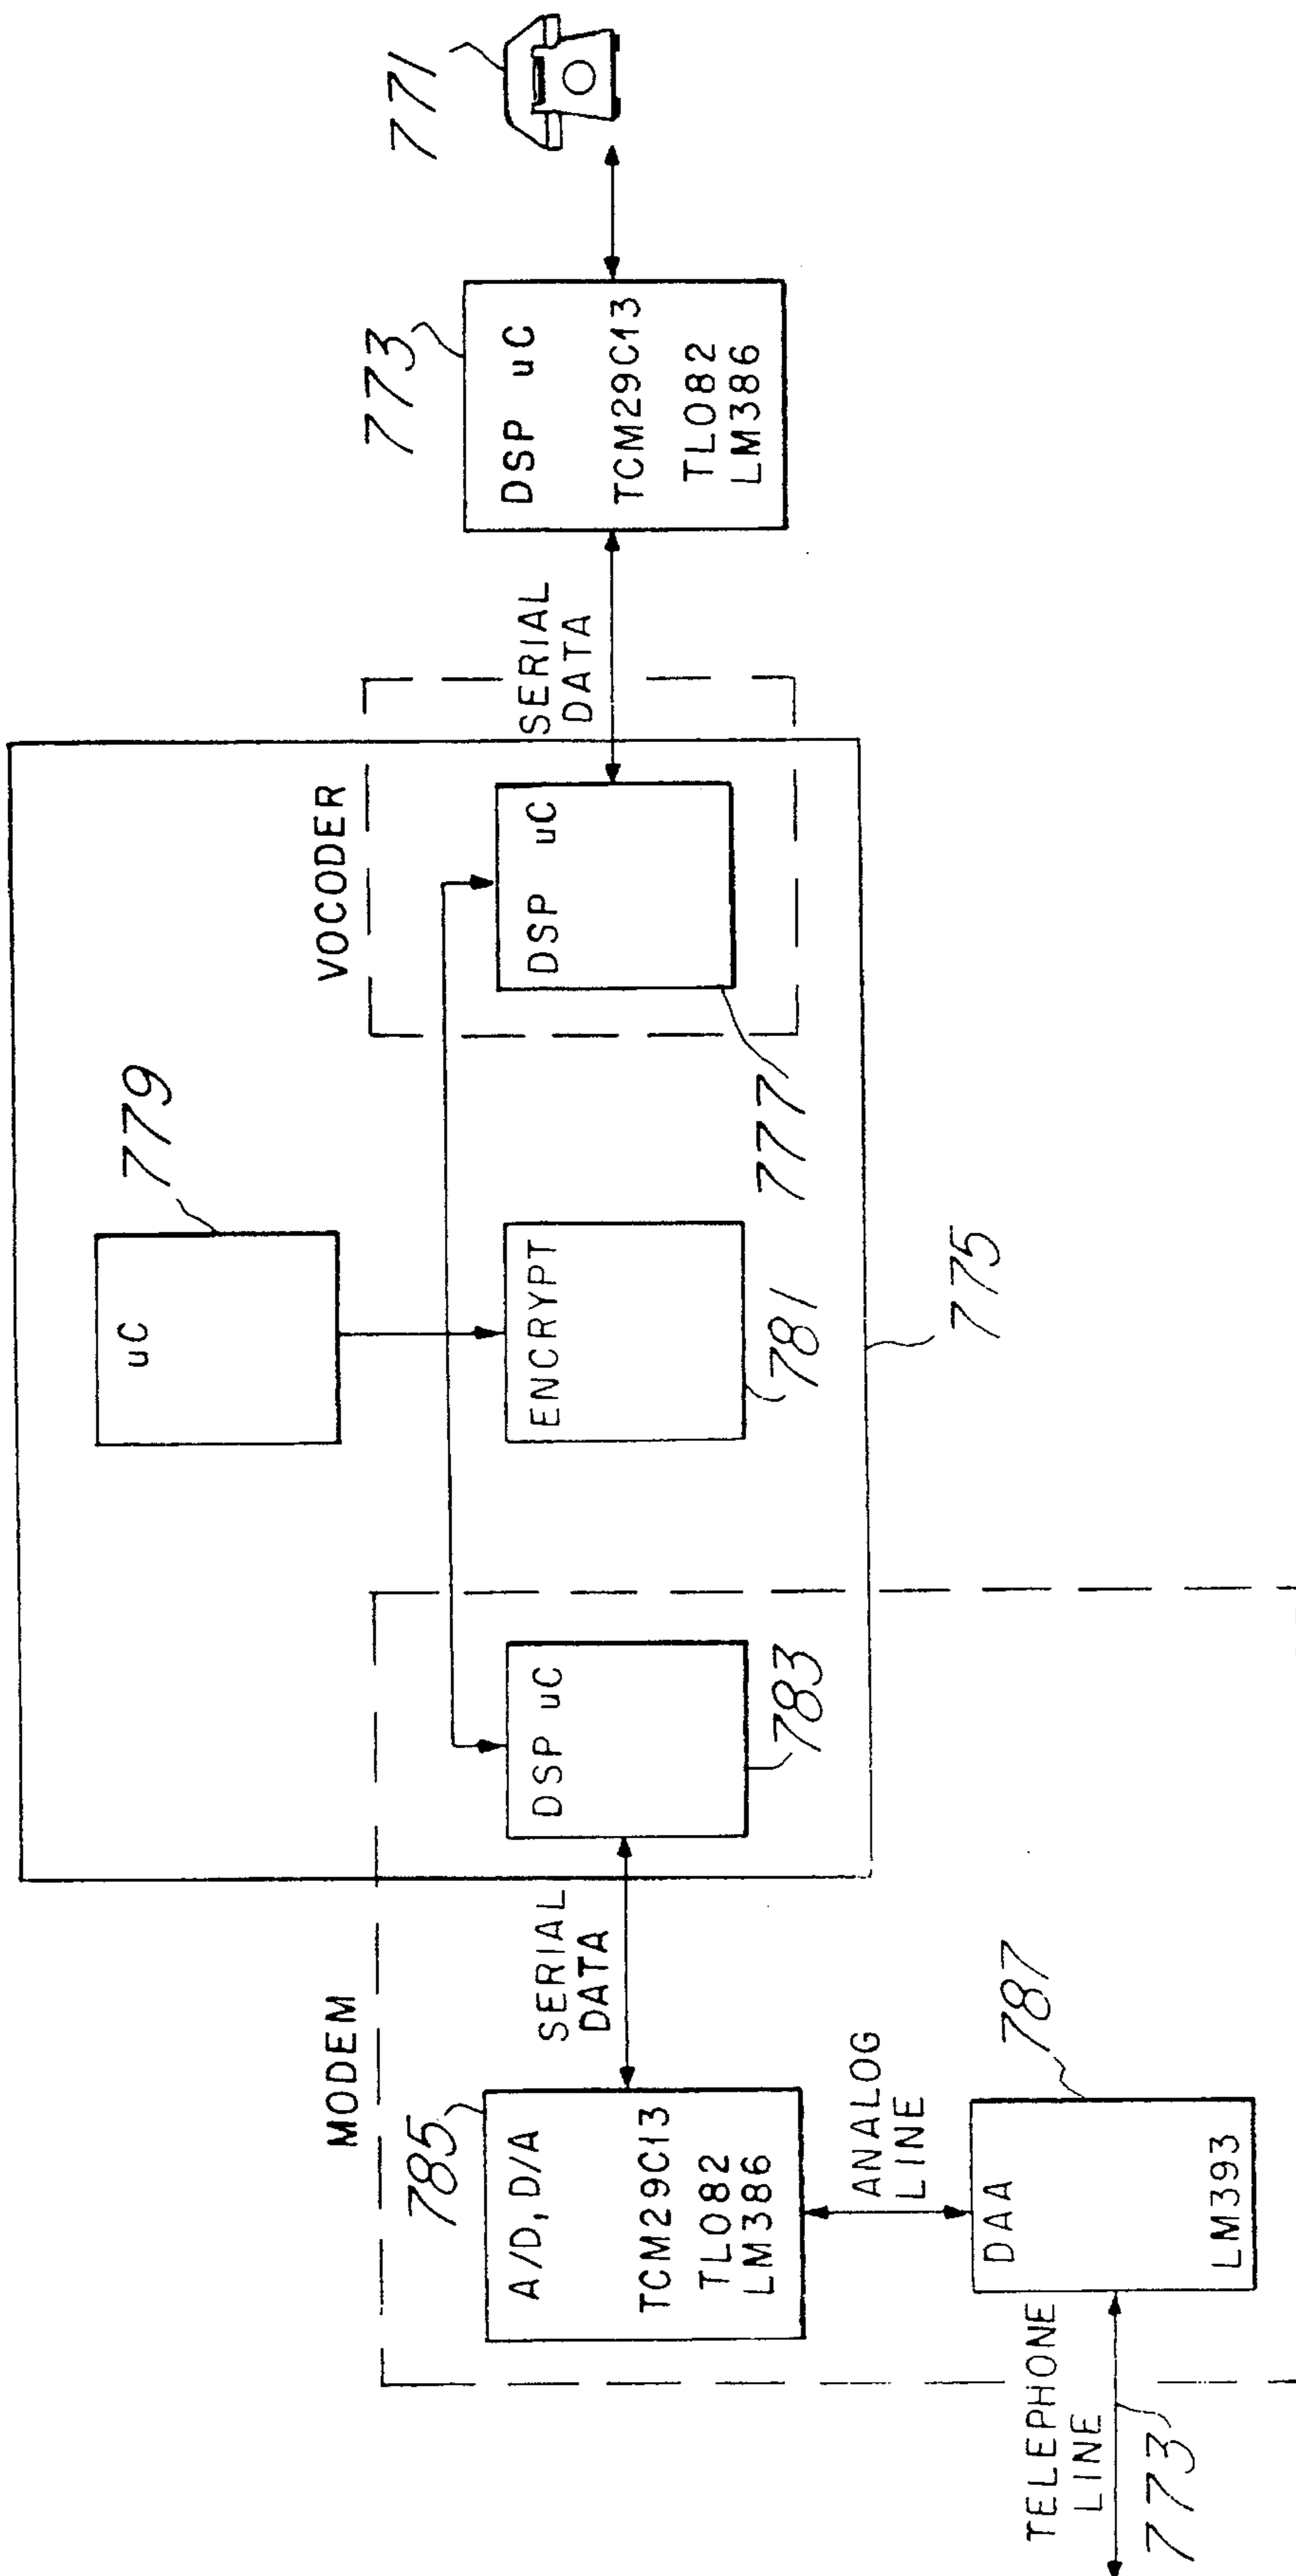 771
773
DSP uC
TCM29C13
TL082
LM386
SERIAL
DATA
VOCODER
DSP uC
777
779
uC
ENCRYPT
781
775
DSP uC
783
MODEM
SERIAL
DATA
785
A/D, D/A
TCM29C13
TL082
LM386
ANALOG
LINE
787
DAA
LM393
TELEPHONE
LINE
773